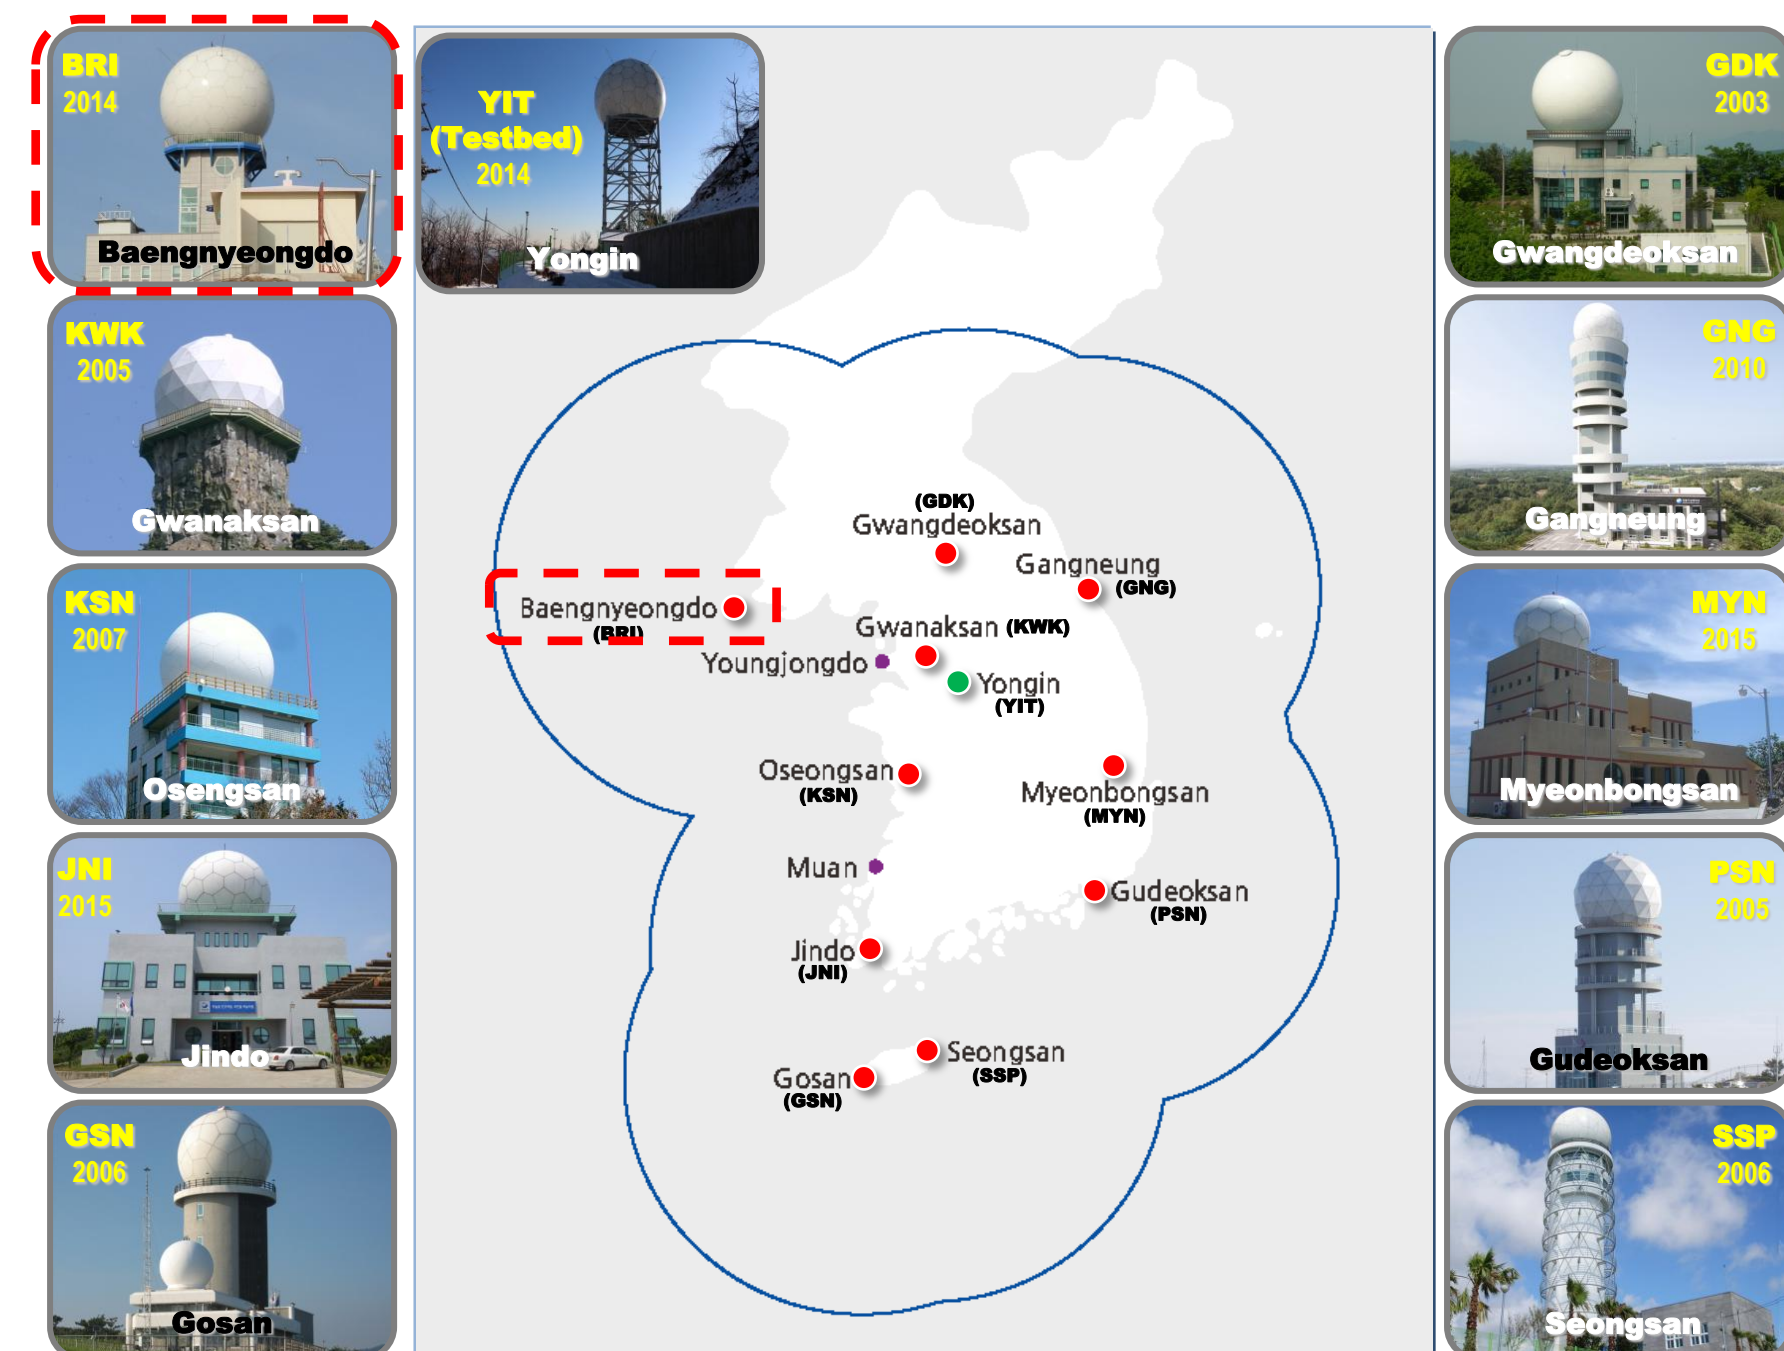 BRI
2014
Baengnyeongdo
KWK
2005
Gwanaksan
KSN
2007
Osengsan
JNI
2015
Jindo
GSN
2006
Gosan
YIT
(Testbed)
2014
Yongin
(GDK)
Gwangdeoksan
Gangneung
(GNG)
Baengnyeongdo
(BRI)
Gwanaksan (KWK)
Youngjongdo
Yongin
(YIT)
Oseongsan
(KSN)
Myeonbongsan
(MYN)
Muan
Gudeoksan
(PSN)
Jindo
(JNI)
Seongsan
(SSP)
Gosan
(GSN)
GDK
2003
Gwangdeoksan
GNG
2010
Gangneung
MYN
2015
Myeonbongsan
PSN
2005
Gudeoksan
SSP
2006
Seongsan